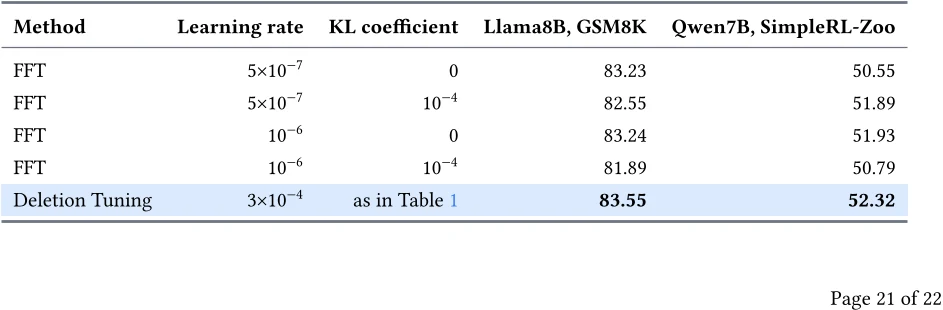 Method Learning rate KL coefficient Llama8B, GSM8K Qwen7B, SimpleRL-Zoo
FFT 5×10⁻⁷ 0 83.23 50.55
FFT 5×10⁻⁷ 10⁻⁴ 82.55 51.89
FFT 10⁻⁶ 0 83.24 51.93
FFT 10⁻⁶ 10⁻⁴ 81.89 50.79
Deletion Tuning 3×10⁻⁴ as in Table 1 83.55 52.32
Page 21 of 22